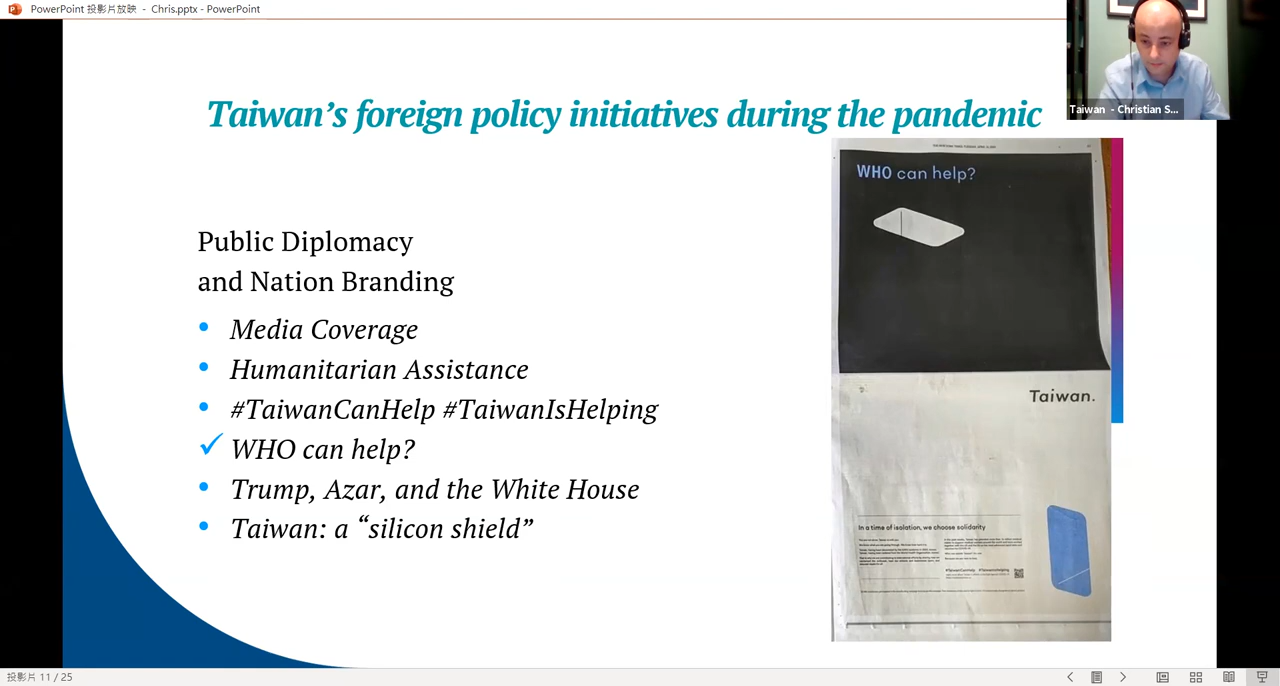 PowerPoint 投影片放映 - Chris.pptx - PowerPoint
Taiwan - Christian S...
Taiwan's foreign policy initiatives during the pandemic
Public Diplomacy
and Nation Branding
• Media Coverage
• Humanitarian Assistance
• #TaiwanCanHelp #TaiwanIsHelping
✓ WHO can help?
• Trump, Azar, and the White House
• Taiwan: a “silicon shield”
WHO can help?
Taiwan.
In a time of isolation, we choose solidarity
#TaiwanCanHelp #TaiwanIsHelping
投影片 11 / 25